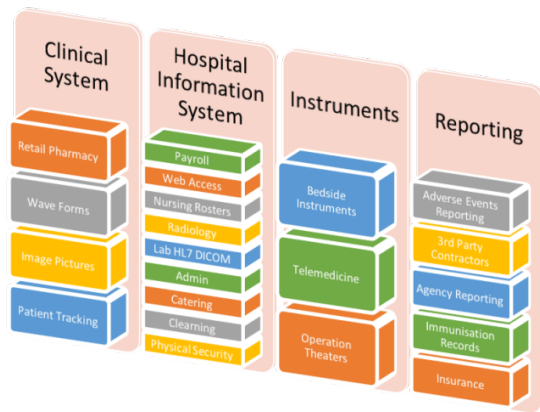 Clinical
System
Retail Pharmacy
Wave Forms
Image Pictures
Patient Tracking
Hospital
Information
System
Payroll
Web Access
Nursing Rosters
Radiology
Lab HL7 DICOM
Admin
Catering
Clearning
Physical Security
Instruments
Bedside
Instruments
Telemedicine
Operation
Theaters
Reporting
Adverse Events
Reporting
3rd Party
Contractors
Agency Reporting
Immunisation
Records
Insurance